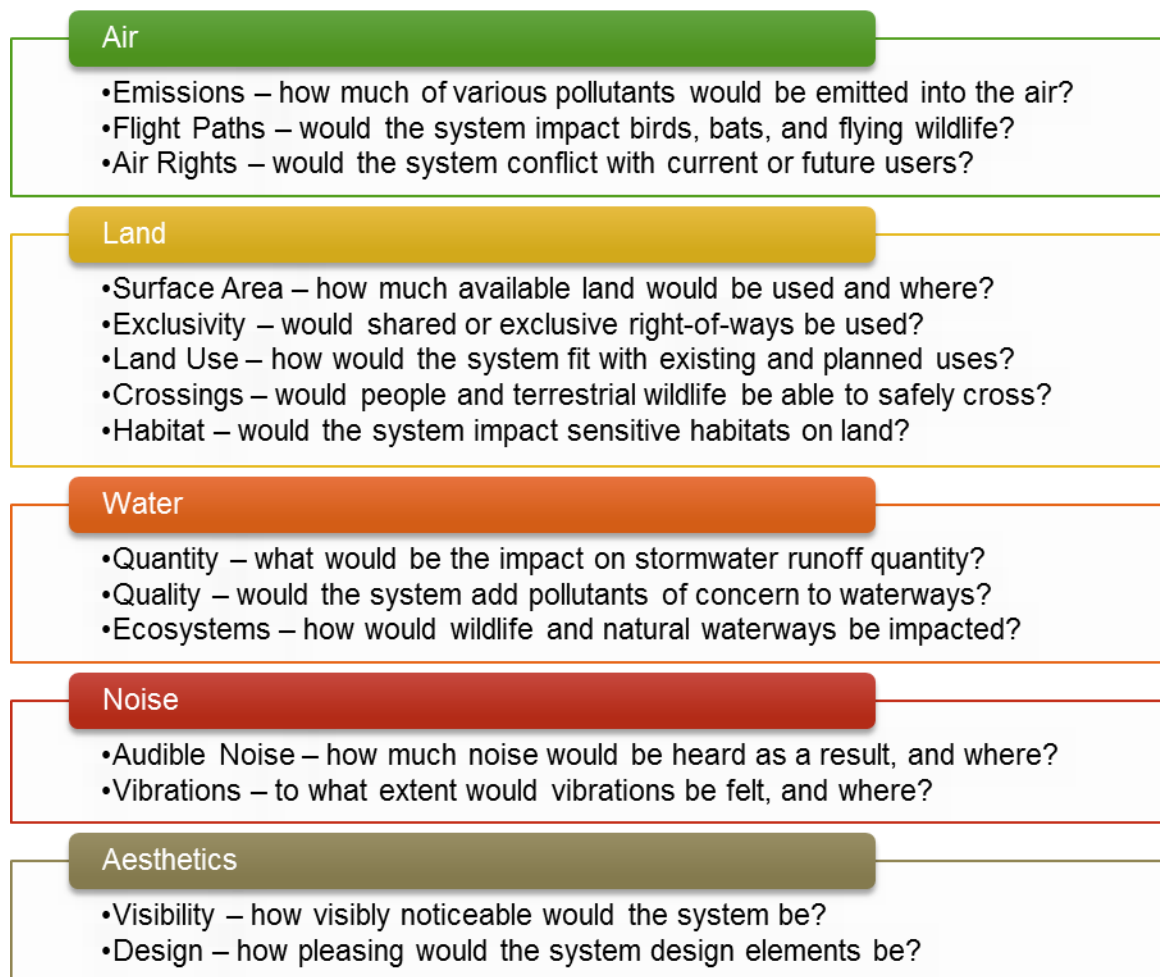 Air
•Emissions – how much of various pollutants would be emitted into the air?
•Flight Paths – would the system impact birds, bats, and flying wildlife?
•Air Rights – would the system conflict with current or future users?
Land
•Surface Area – how much available land would be used and where?
•Exclusivity – would shared or exclusive right-of-ways be used?
•Land Use – how would the system fit with existing and planned uses?
•Crossings – would people and terrestrial wildlife be able to safely cross?
•Habitat – would the system impact sensitive habitats on land?
Water
•Quantity – what would be the impact on stormwater runoff quantity?
•Quality – would the system add pollutants of concern to waterways?
•Ecosystems – how would wildlife and natural waterways be impacted?
Noise
•Audible Noise – how much noise would be heard as a result, and where?
•Vibrations – to what extent would vibrations be felt, and where?
Aesthetics
•Visibility – how visibly noticeable would the system be?
•Design – how pleasing would the system design elements be?